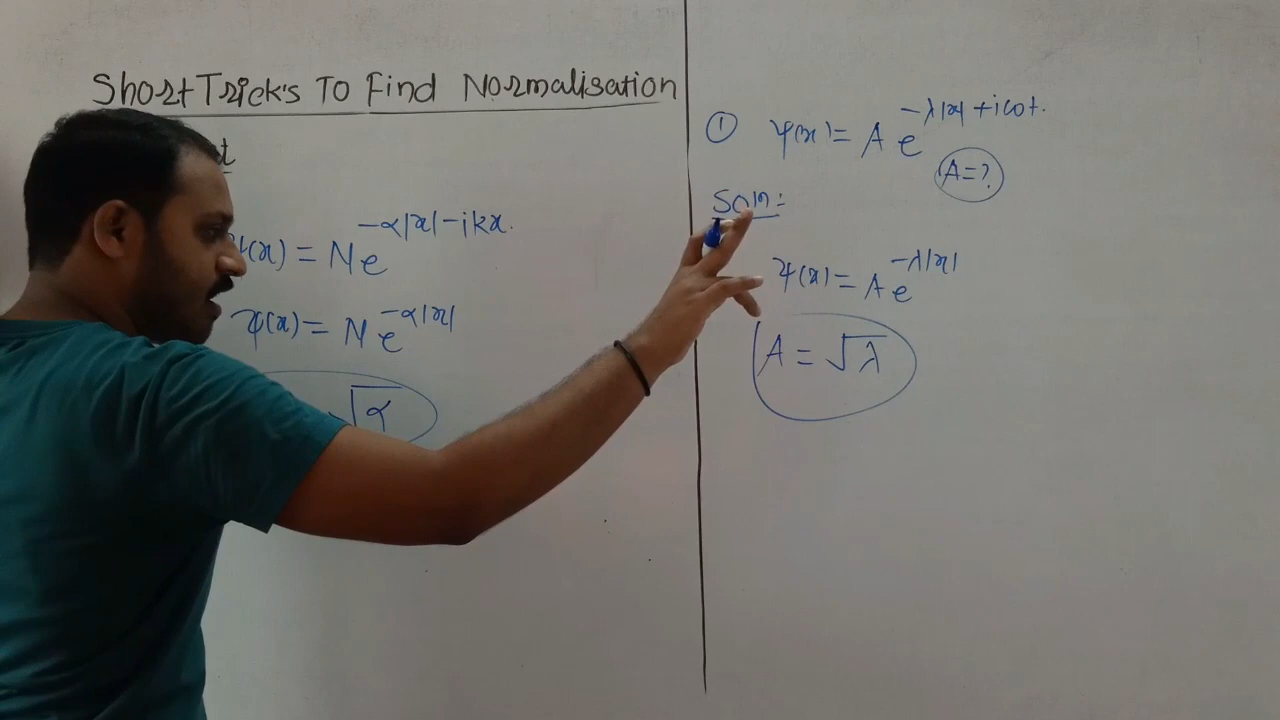 Short Tricks To Find Normalisation
ψ(x) = N e^{-α|x|-ikx}.
ψ(x) = N e^{-α|x|}
√α
① ψ(x) = A e^{-λ|x|+iωt}.
A=?
Soln:
ψ(x) = A e^{-λ|x|}
A = √λ